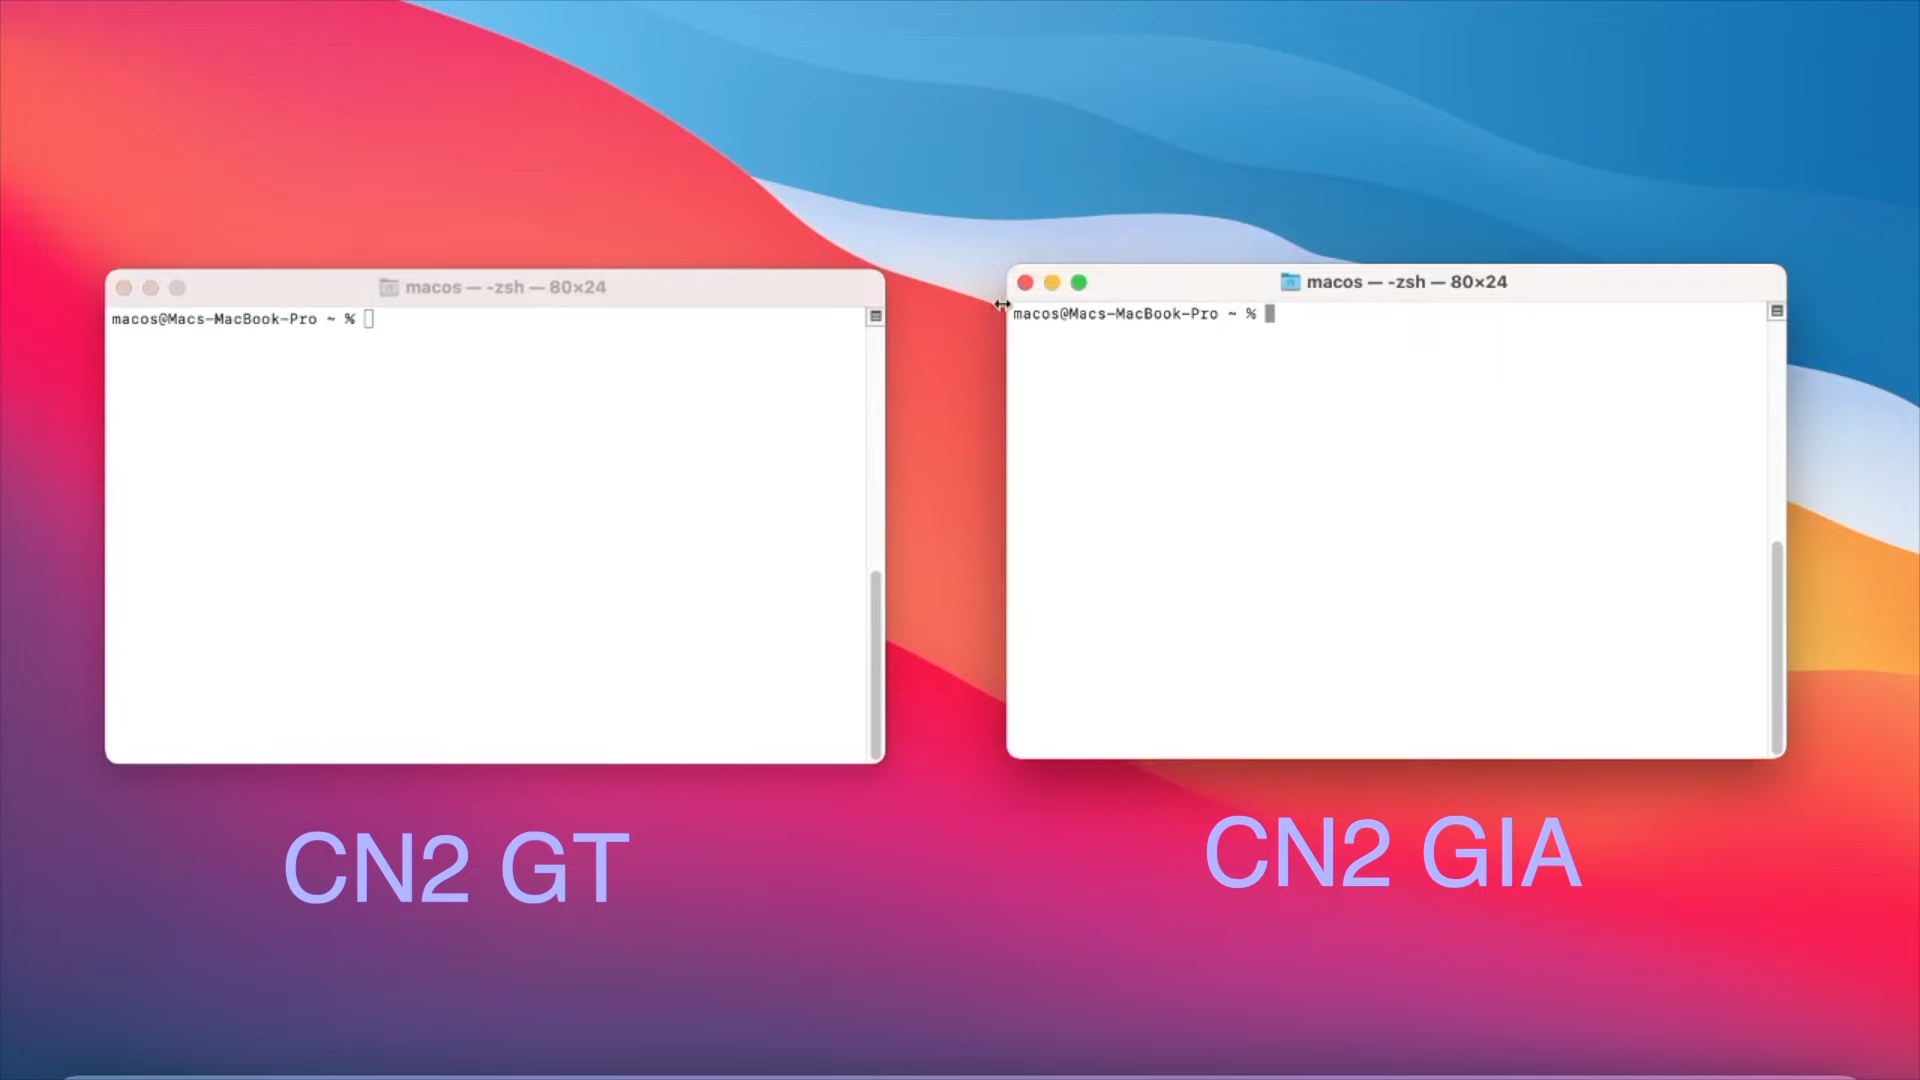 macos — -zsh — 80×24
macos@Macs-MacBook-Pro ~ %
macos — -zsh — 80×24
macos@Macs-MacBook-Pro ~ %
CN2 GT
CN2 GIA